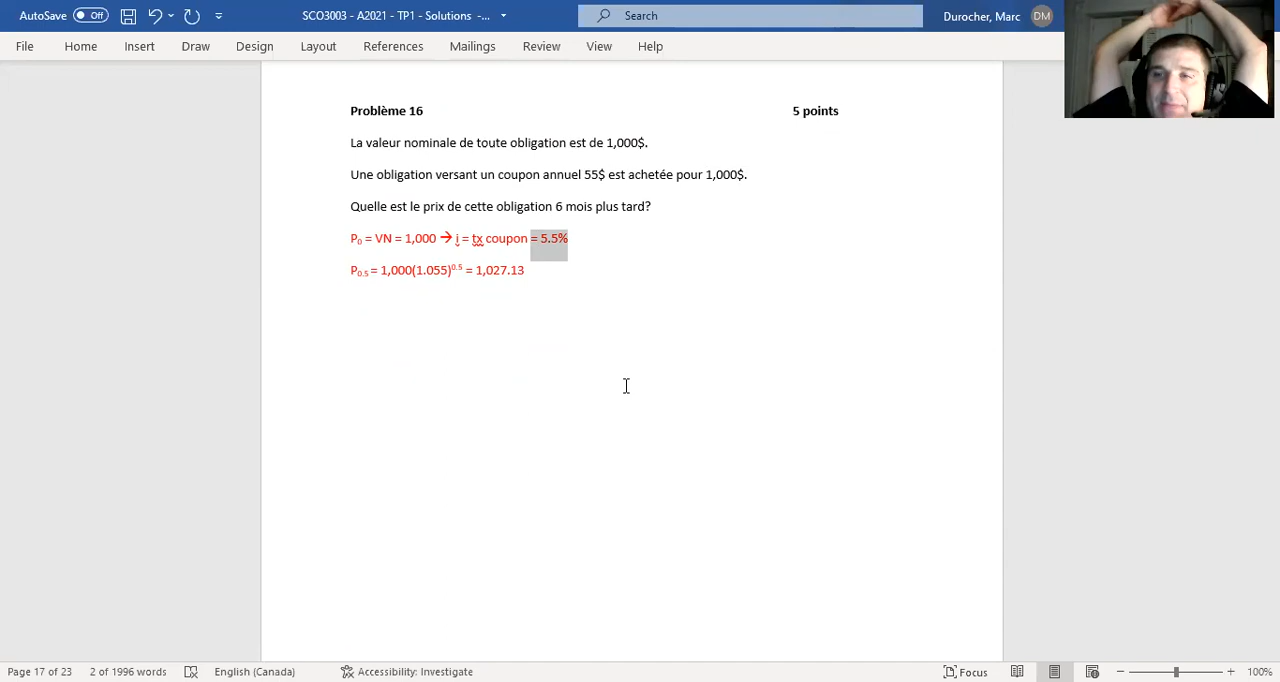 AutoSave Off SCO3003 - A2021 - TP1 - Solutions -... Search Durocher, Marc DM
File Home Insert Draw Design Layout References Mailings Review View Help
Problème 16 5 points
La valeur nominale de toute obligation est de 1,000$.
Une obligation versant un coupon annuel 55$ est achetée pour 1,000$.
Quelle est le prix de cette obligation 6 mois plus tard?
P₀ = VN = 1,000 → i = tx coupon = 5.5%
P₀.₅ = 1,000(1.055)⁰·⁵ = 1,027.13
Page 17 of 23 2 of 1996 words English (Canada) Accessibility: Investigate Focus 100%